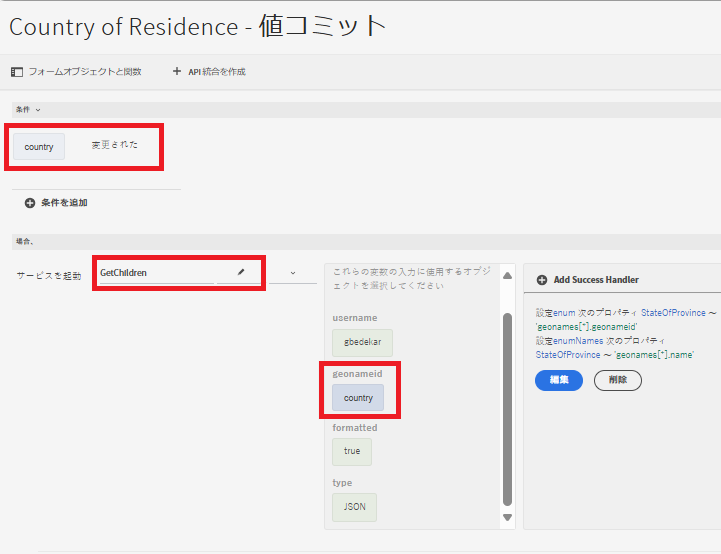 Country of Residence - 値コミット
フォームオブジェクトと関数 API 統合を作成
条件
country 変更された
条件を追加
場合、
サービスを起動 GetChildren
これらの変数の入力に使用するオブジェ
クトを選択してください
username
gbedekar
geonameid
country
formatted
true
type
JSON
Add Success Handler
設定enum 次のプロパティ StateOfProvince ～
'geonames[*].geonameid'
設定enumNames 次のプロパティ
StateOfProvince ～ 'geonames[*].name'
編集 削除